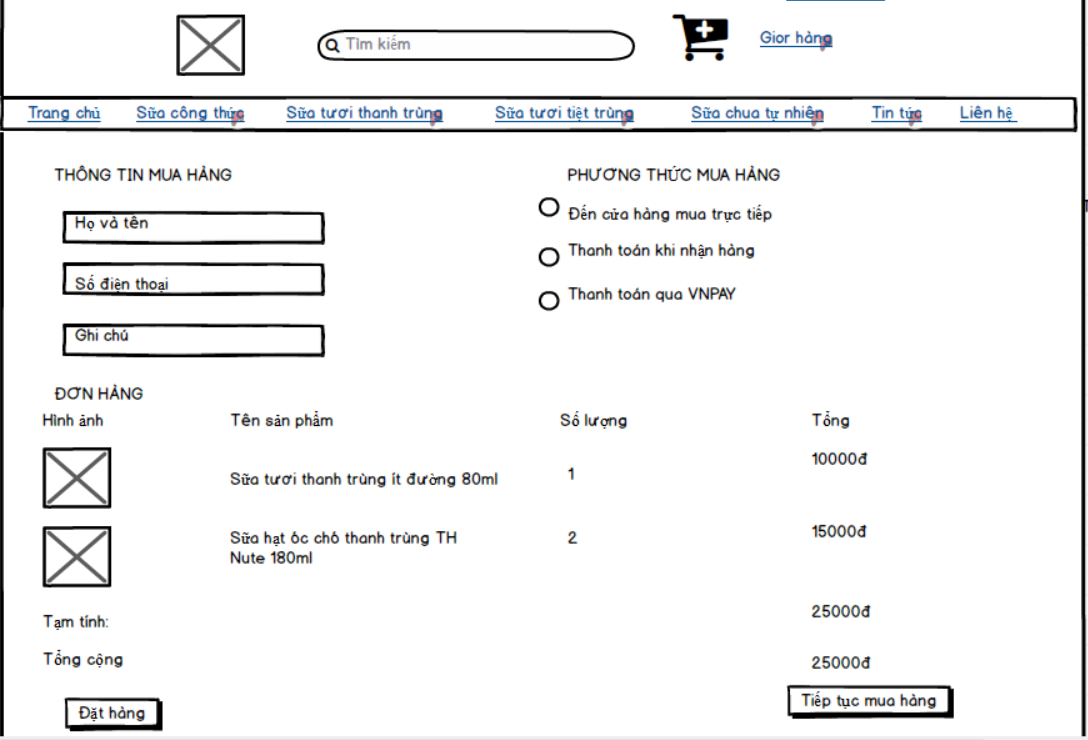 Tìm kiếm
Gior hàng
Trang chủ Sữa công thức Sữa tươi thanh trùng Sữa tươi tiệt trùng Sữa chua tự nhiên Tin tức Liên hệ
THÔNG TIN MUA HÀNG
Họ và tên
Số điện thoại
Ghi chú
PHƯƠNG THỨC MUA HÀNG
Đến cửa hàng mua trực tiếp
Thanh toán khi nhận hàng
Thanh toán qua VNPAY
ĐƠN HÀNG
Hình ảnh Tên sản phẩm Số lượng Tổng
Sữa tươi thanh trùng ít đường 80ml 1 10000đ
Sữa hạt óc chó thanh trùng TH
Nute 180ml 2 15000đ
Tạm tính: 25000đ
Tổng cộng 25000đ
Đặt hàng Tiếp tục mua hàng